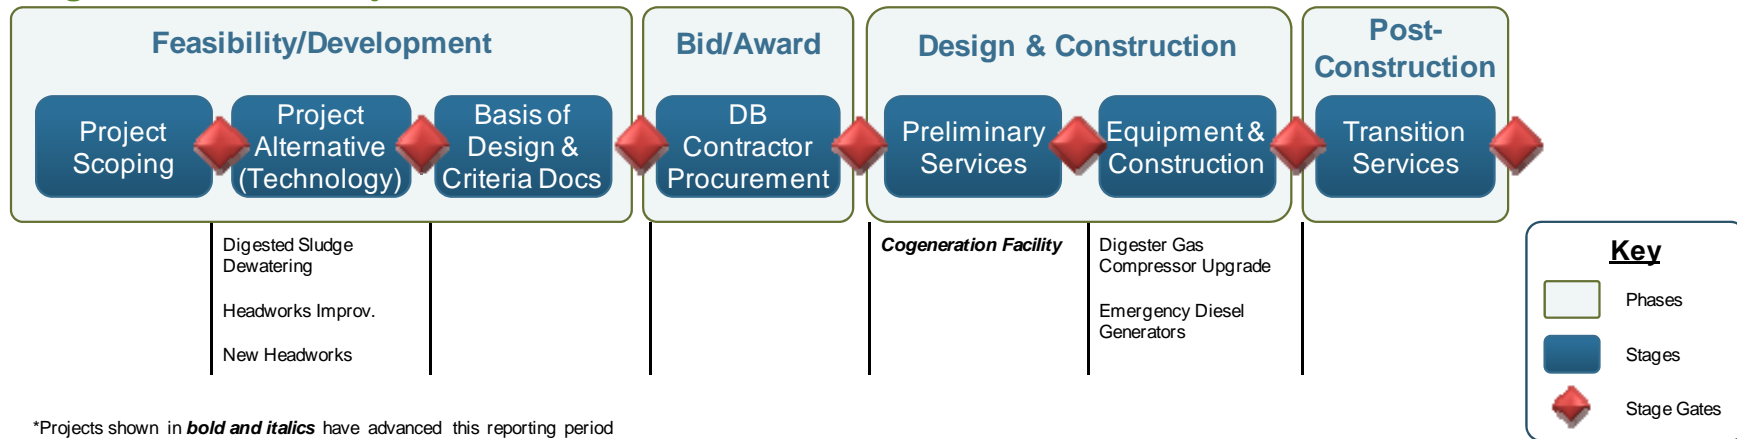 Feasibility/Development
Bid/Award
Design & Construction
Post-
Construction
Project
Scoping
Project
Alternative
(Technology)
Basis of
Design &
Criteria Docs
DB
Contractor
Procurement
Preliminary
Services
Equipment &
Construction
Transition
Services
Digested Sludge
Dewatering
Headworks Improv.
New Headworks
Cogeneration Facility
Digester Gas
Compressor Upgrade
Emergency Diesel
Generators
Key
Phases
Stages
Stage Gates
*Projects shown in bold and italics have advanced this reporting period